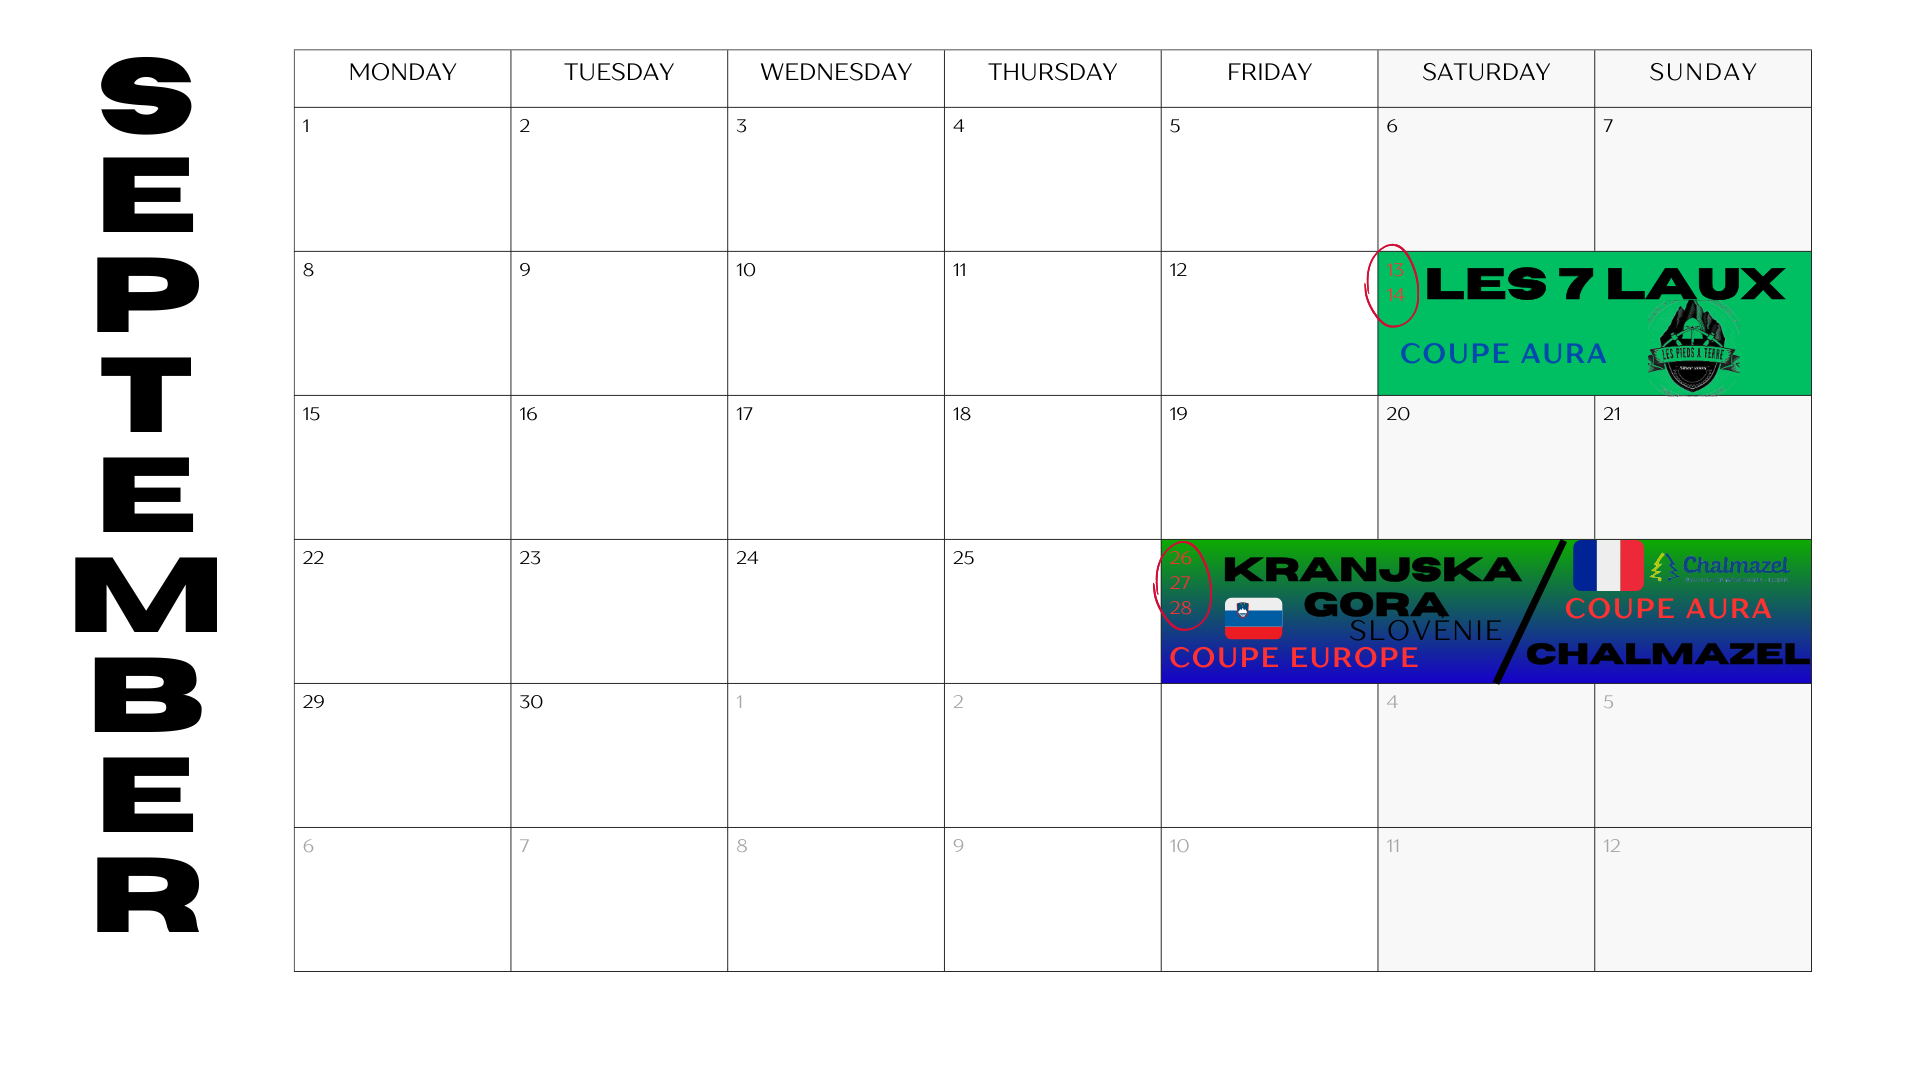 SEPTEMBER
MONDAY TUESDAY WEDNESDAY THURSDAY FRIDAY SATURDAY SUNDAY
1 2 3 4 5 6 7
8 9 10 11 12 13
14
LES 7 LAUX
COUPE AURA
LES PIEDS A TERRE
15 16 17 18 19 20 21
22 23 24 25 26
27
28
KRANJSKA
GORA
SLOVÉNIE
COUPE EUROPE
Chalmazel
COUPE AURA
CHALMAZEL
29 30 1 2 4 5
6 7 8 9 10 11 12